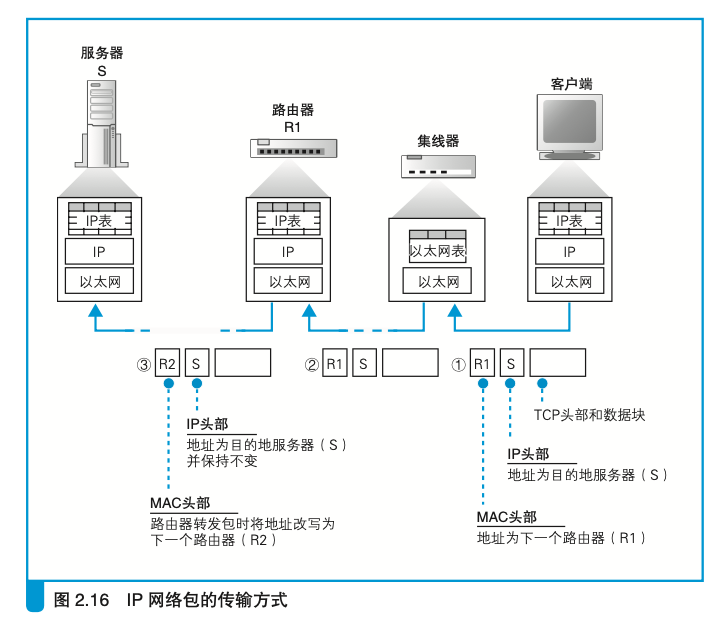 服务器
S
路由器
R1
集线器
客户端
IP表
IP
以太网
IP表
IP
以太网
以太网表
以太网
IP表
IP
以太网
③ R2 S
② R1 S
① R1 S
TCP头部和数据块
IP头部
地址为目的地服务器（S）
并保持不变
IP头部
地址为目的地服务器（S）
MAC头部
路由器转发包时将地址改写为
下一个路由器（R2）
MAC头部
地址为下一个路由器（R1）
图 2.16 IP 网络包的传输方式